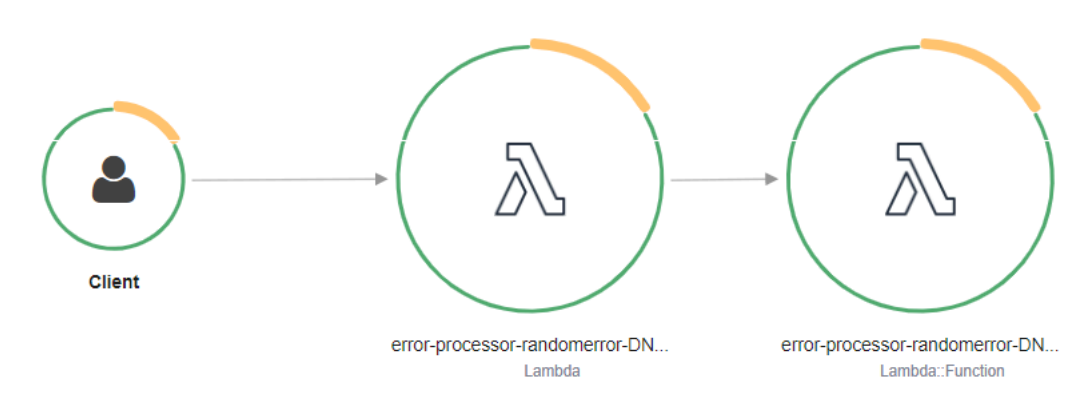 Client
error-processor-randomerror-DN...
Lambda
error-processor-randomerror-DN...
Lambda::Function